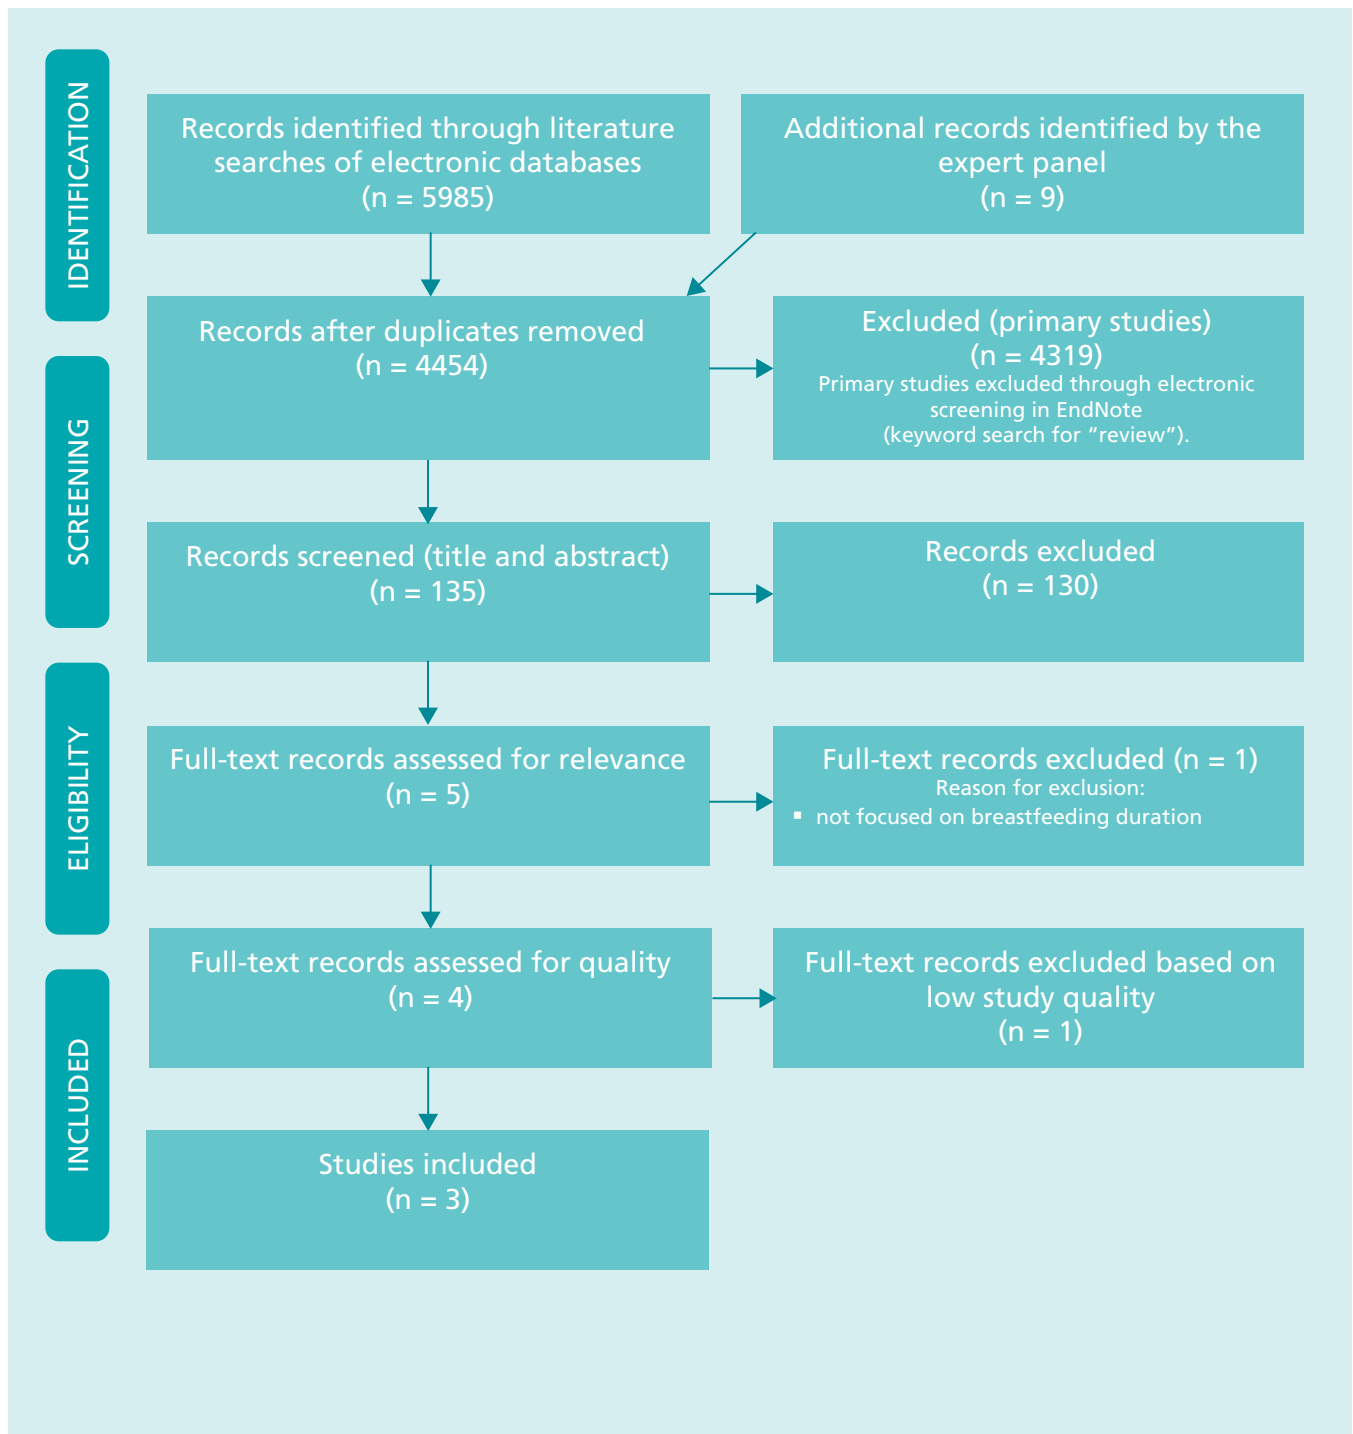 IDENTIFICATION
Records identified through literature
searches of electronic databases
(n = 5985)
Additional records identified by the
expert panel
(n = 9)
Records after duplicates removed
(n = 4454)
Excluded (primary studies)
(n = 4319)
Primary studies excluded through electronic
screening in EndNote
(keyword search for “review”).
SCREENING
Records screened (title and abstract)
(n = 135)
Records excluded
(n = 130)
ELIGIBILITY
Full-text records assessed for relevance
(n = 5)
Full-text records excluded (n = 1)
Reason for exclusion:
▪ not focused on breastfeeding duration
Full-text records assessed for quality
(n = 4)
Full-text records excluded based on
low study quality
(n = 1)
INCLUDED
Studies included
(n = 3)